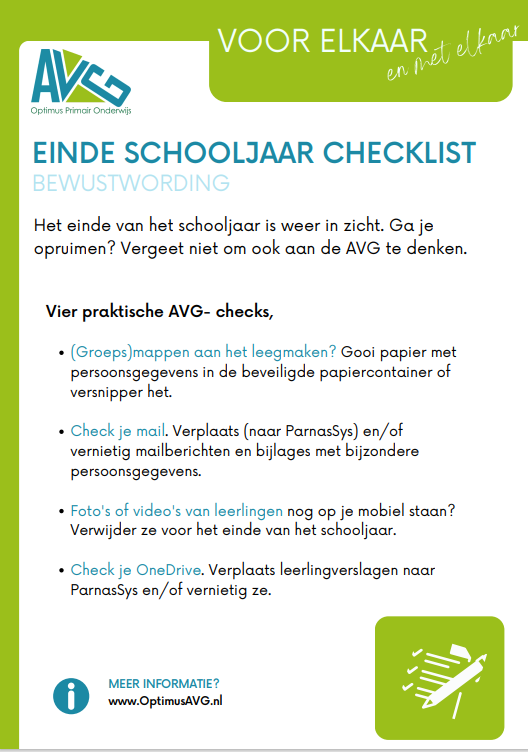 VOOR ELKAAR
en met elkaar
AVG
Optimus Primair Onderwijs
EINDE SCHOOLJAAR CHECKLIST
BEWUSTWORDING
Het einde van het schooljaar is weer in zicht. Ga je
opruimen? Vergeet niet om ook aan de AVG te denken.
Vier praktische AVG- checks,
• (Groeps)mappen aan het leegmaken? Gooi papier met
persoonsgegevens in de beveiligde papiercontainer of
versnipper het.
• Check je mail. Verplaats (naar ParnasSys) en/of
vernietig mailberichten en bijlages met bijzondere
persoonsgegevens.
• Foto's of video's van leerlingen nog op je mobiel staan?
Verwijder ze voor het einde van het schooljaar.
• Check je OneDrive. Verplaats leerlingverslagen naar
ParnasSys en/of vernietig ze.
MEER INFORMATIE?
www.OptimusAVG.nl